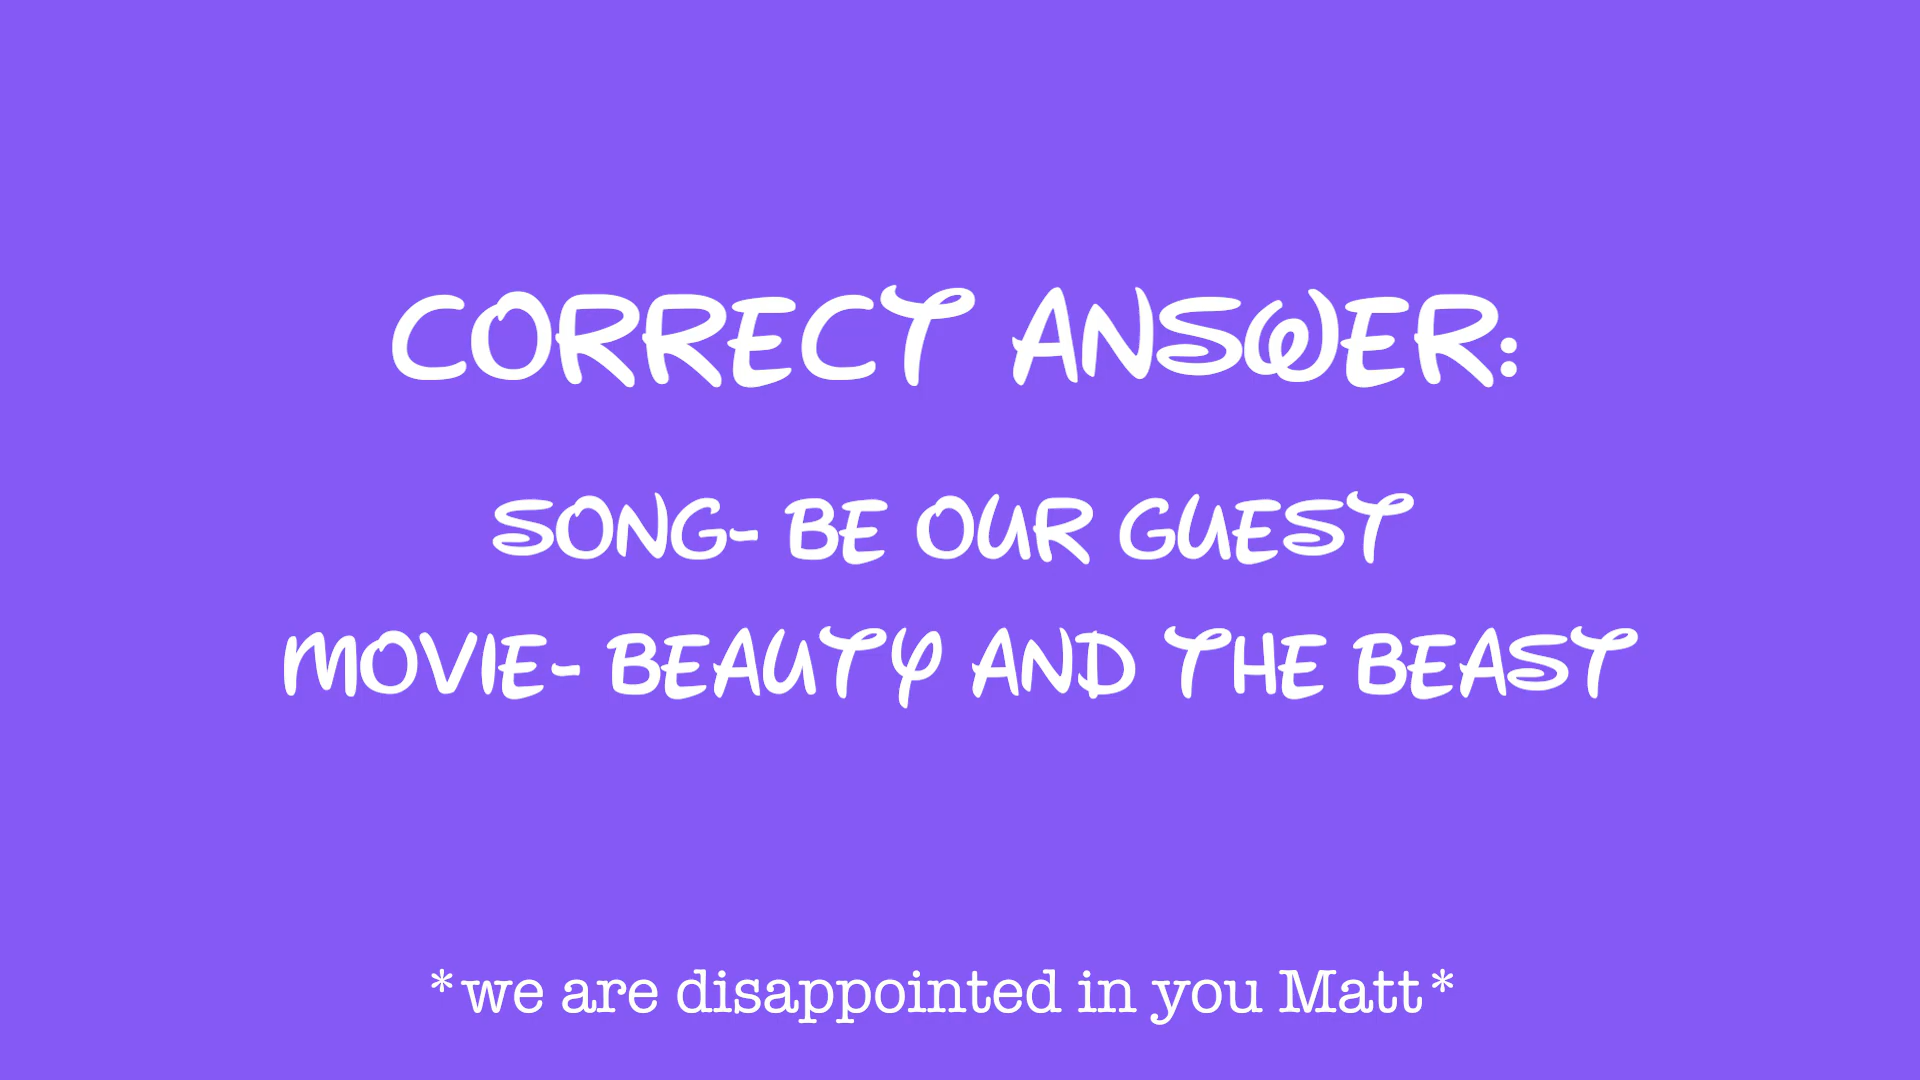 CORRECT ANSWER:
SONG- BE OUR GUEST
MOVIE- BEAUTY AND THE BEAST
*we are disappointed in you Matt*